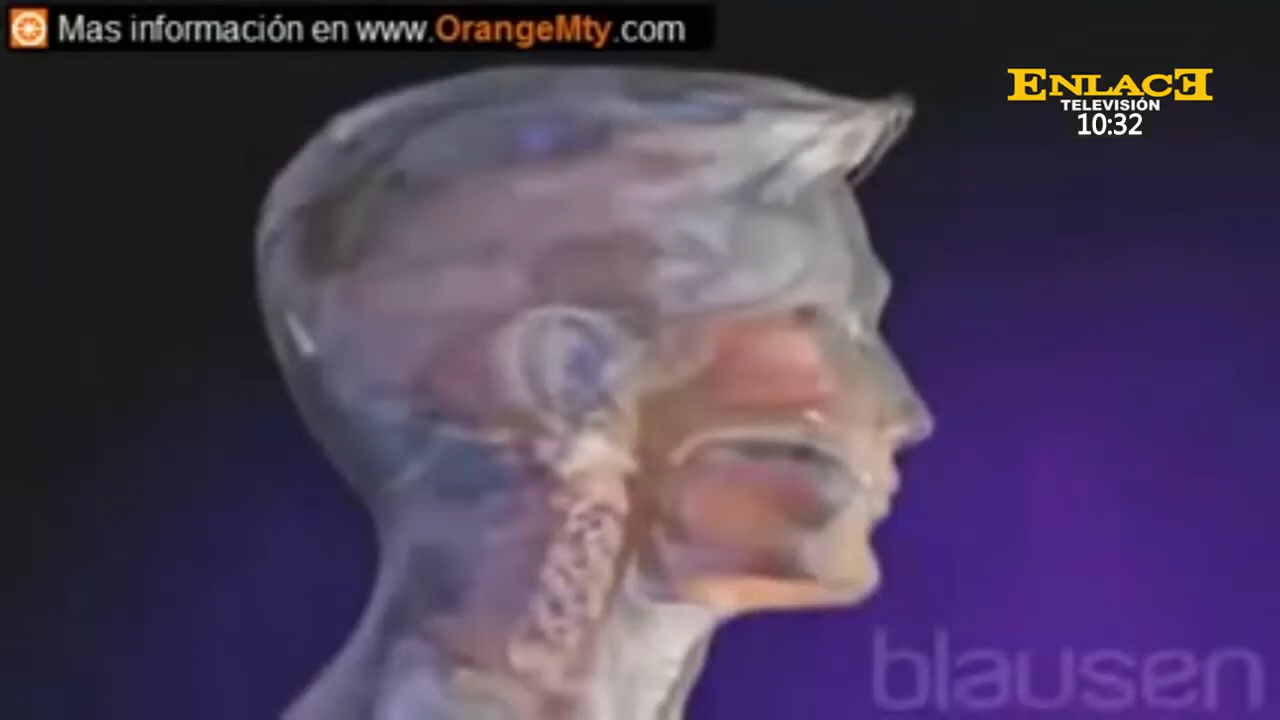 Mas información en www.OrangeMty.com
ENLACE
TELEVISIÓN
10:32
blausen